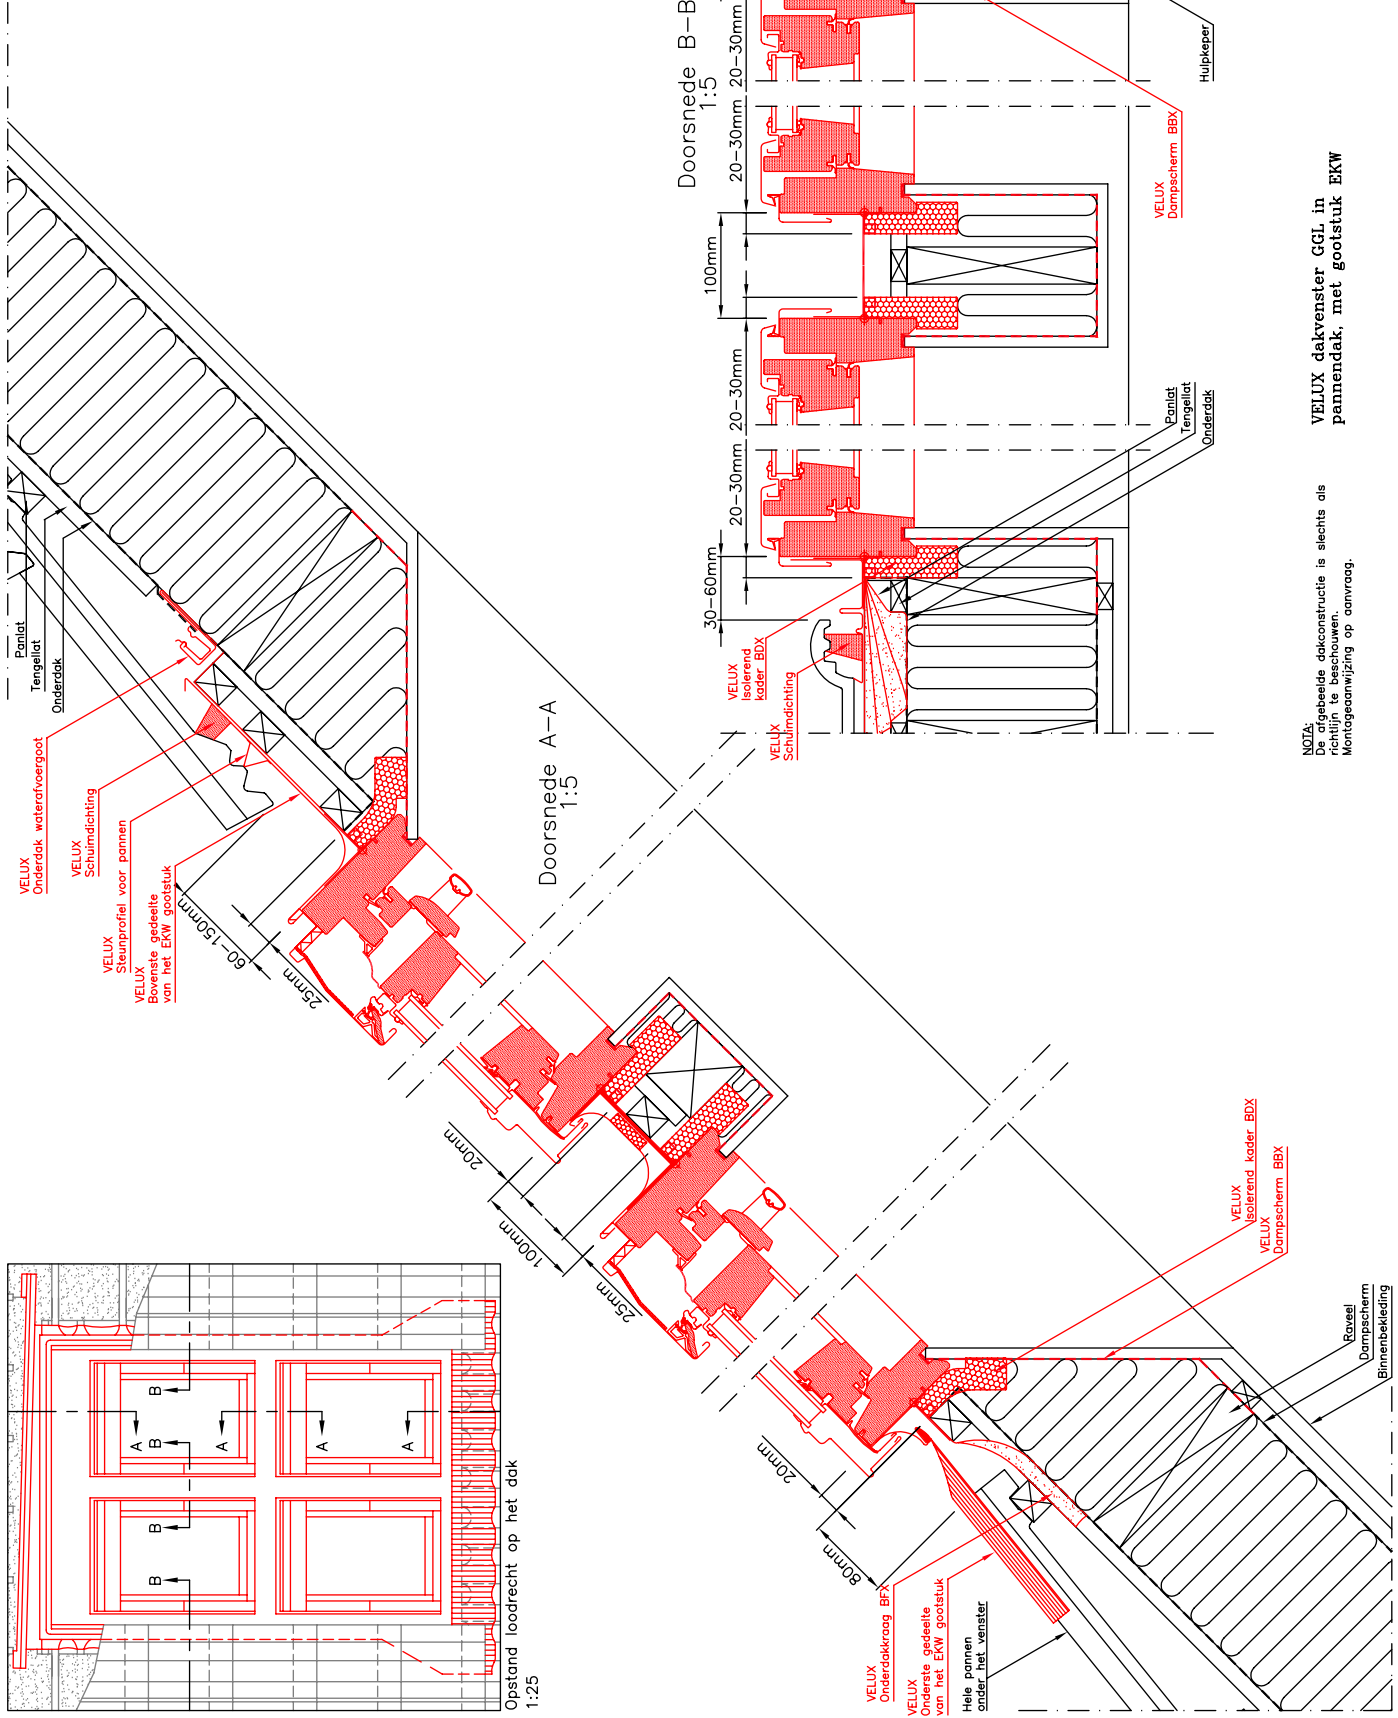 Opstand loodrecht op het dak
1:25
A
A
A
A
B
B
B
B
Doorsnede A–A
1:5
Panlat
Tengellat
Onderdak
VELUX
Onderdak waterafvoergoot
VELUX
Schuimdichting
VELUX
Steunprofiel voor pannen
VELUX
Bovenste gedeelte
van het EKW gootstuk
60–150mm
25mm
20mm
100mm
25mm
20mm
80mm
VELUX
Onderdakkraag BFX
VELUX
Onderste gedeelte
van het EKW gootstuk
Hele pannen
onder het venster
VELUX
Isolerend kader BDX
VELUX
Dampscherm BBX
Raveel
Dampscherm
Binnenbekleding
Doorsnede B–B
1:5
30–60mm
20–30mm
20–30mm
100mm
20–30mm
20–30mm
VELUX
Isolerend
kader BDX
VELUX
Schuimdichting
Panlat
Tengellat
Onderdak
VELUX
Dampscherm BBX
Hulpkeper
NOTA:
De afgebeelde dakconstructie is slechts als
richtlijn te beschouwen.
Montageaanwijzing op aanvraag.
VELUX dakvenster GGL in
pannendak, met gootstuk EKW